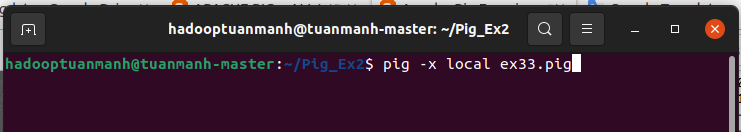 hadooptuanmanh@tuanmanh-master: ~/Pig_Ex2
hadooptuanmanh@tuanmanh-master:~/Pig_Ex2$ pig -x local ex33.pig